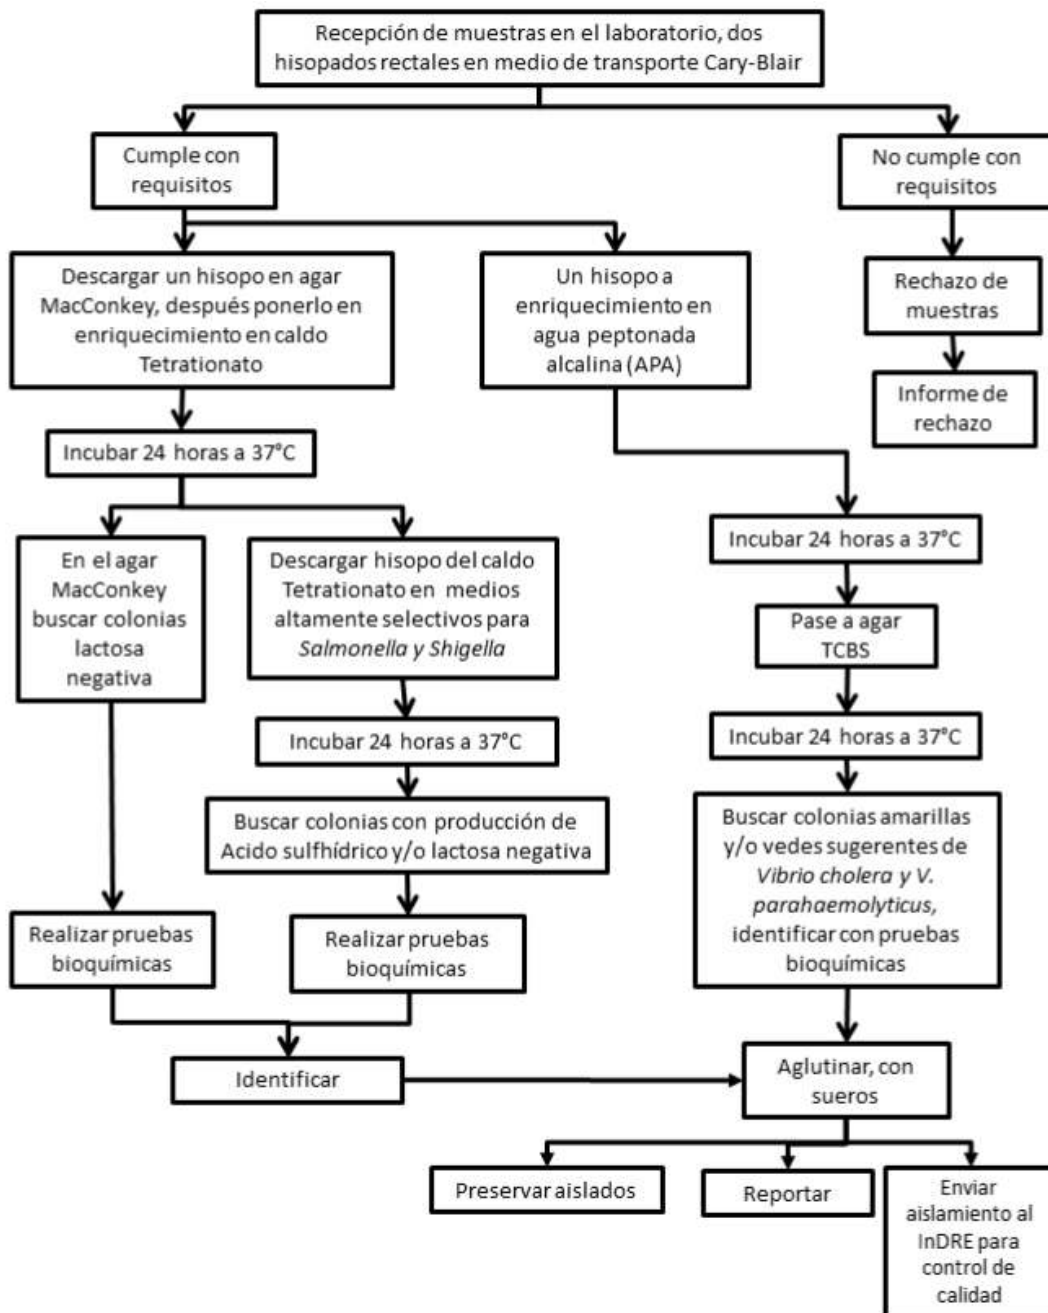 Recepción de muestras en el laboratorio, dos
hisopados rectales en medio de transporte Cary-Blair
Cumple con
requisitos
No cumple con
requisitos
Descargar un hisopo en agar
MacConkey, después ponerlo en
enriquecimiento en caldo
Tetrationato
Un hisopo a
enriquecimiento en
agua peptonada
alcalina (APA)
Rechazo de
muestras
Informe de
rechazo
Incubar 24 horas a 37°C
En el agar
MacConkey
buscar colonias
lactosa
negativa
Descargar hisopo del caldo
Tetrationato en medios
altamente selectivos para
Salmonella y Shigella
Incubar 24 horas a 37°C
Pase a agar
TCBS
Incubar 24 horas a 37°C
Incubar 24 horas a 37°C
Buscar colonias con producción de
Acido sulfhídrico y/o lactosa negativa
Buscar colonias amarillas
y/o vedes sugerentes de
Vibrio cholera y V.
parahaemolyticus,
identificar con pruebas
bioquímicas
Realizar pruebas
bioquímicas
Realizar pruebas
bioquímicas
Identificar
Aglutinar, con
sueros
Preservar aislados
Reportar
Enviar
aislamiento al
InDRE para
control de
calidad